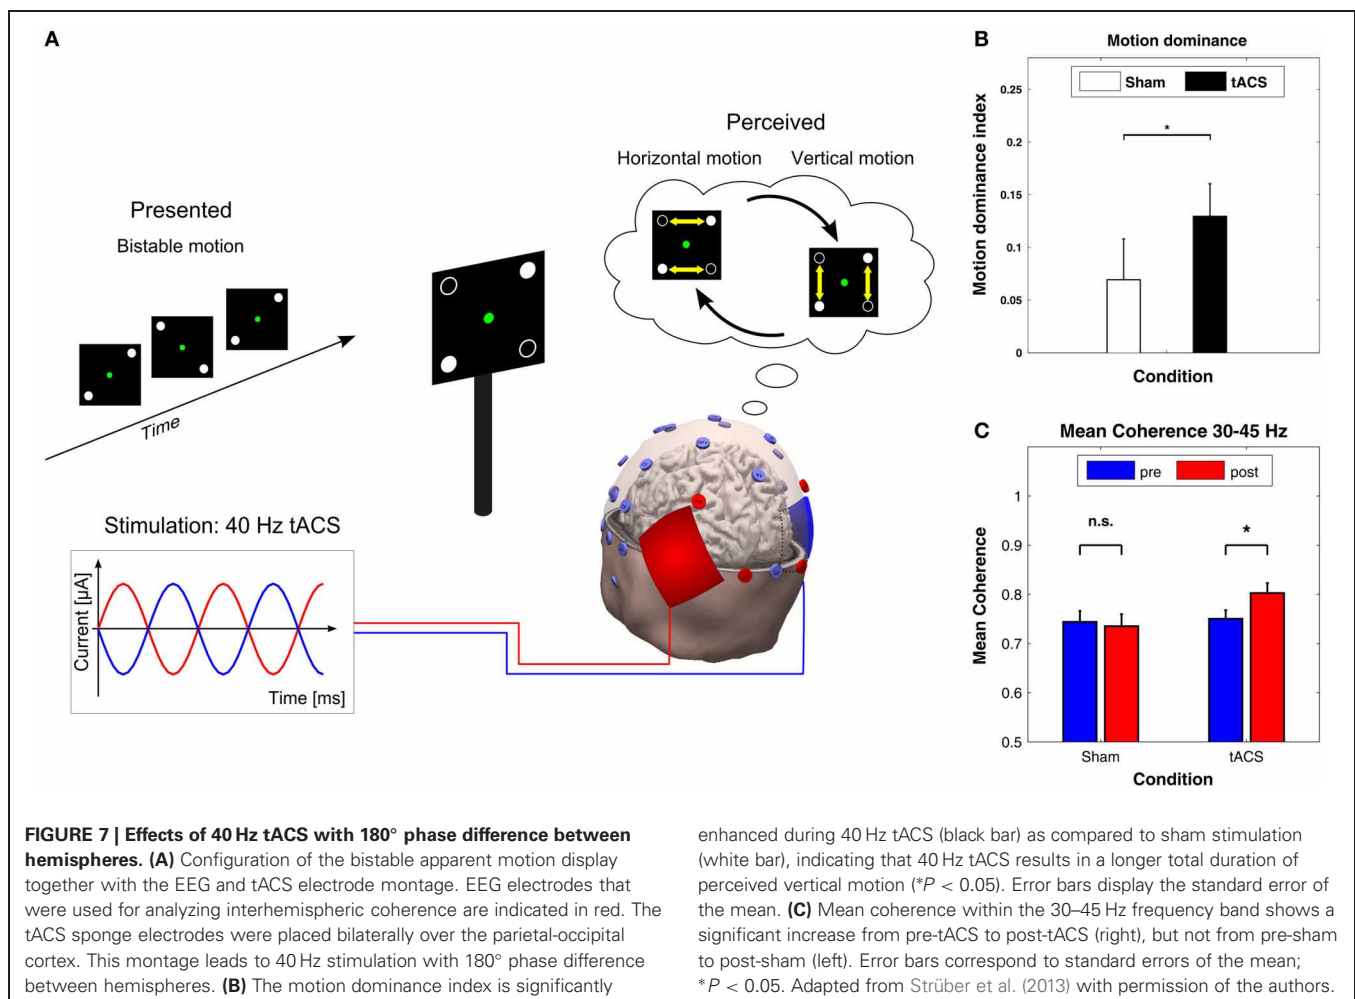 A
Presented
Bistable motion
Time
Perceived
Horizontal motion Vertical motion
Stimulation: 40 Hz tACS
Current [µA]
Time [ms]
B
Motion dominance
Sham tACS
Motion dominance index
0.25
0.2
0.15
0.1
0.05
0
*
Condition
C
Mean Coherence 30-45 Hz
pre post
Mean Coherence
1
0.9
0.8
0.7
0.6
0.5
n.s.
*
Sham tACS
Condition
FIGURE 7 | Effects of 40 Hz tACS with 180° phase difference between
hemispheres. (A) Configuration of the bistable apparent motion display
together with the EEG and tACS electrode montage. EEG electrodes that
were used for analyzing interhemispheric coherence are indicated in red. The
tACS sponge electrodes were placed bilaterally over the parietal-occipital
cortex. This montage leads to 40 Hz stimulation with 180° phase difference
between hemispheres. (B) The motion dominance index is significantly
enhanced during 40 Hz tACS (black bar) as compared to sham stimulation
(white bar), indicating that 40 Hz tACS results in a longer total duration of
perceived vertical motion (*P < 0.05). Error bars display the standard error of
the mean. (C) Mean coherence within the 30–45 Hz frequency band shows a
significant increase from pre-tACS to post-tACS (right), but not from pre-sham
to post-sham (left). Error bars correspond to standard errors of the mean;
*P < 0.05. Adapted from Strüber et al. (2013) with permission of the authors.